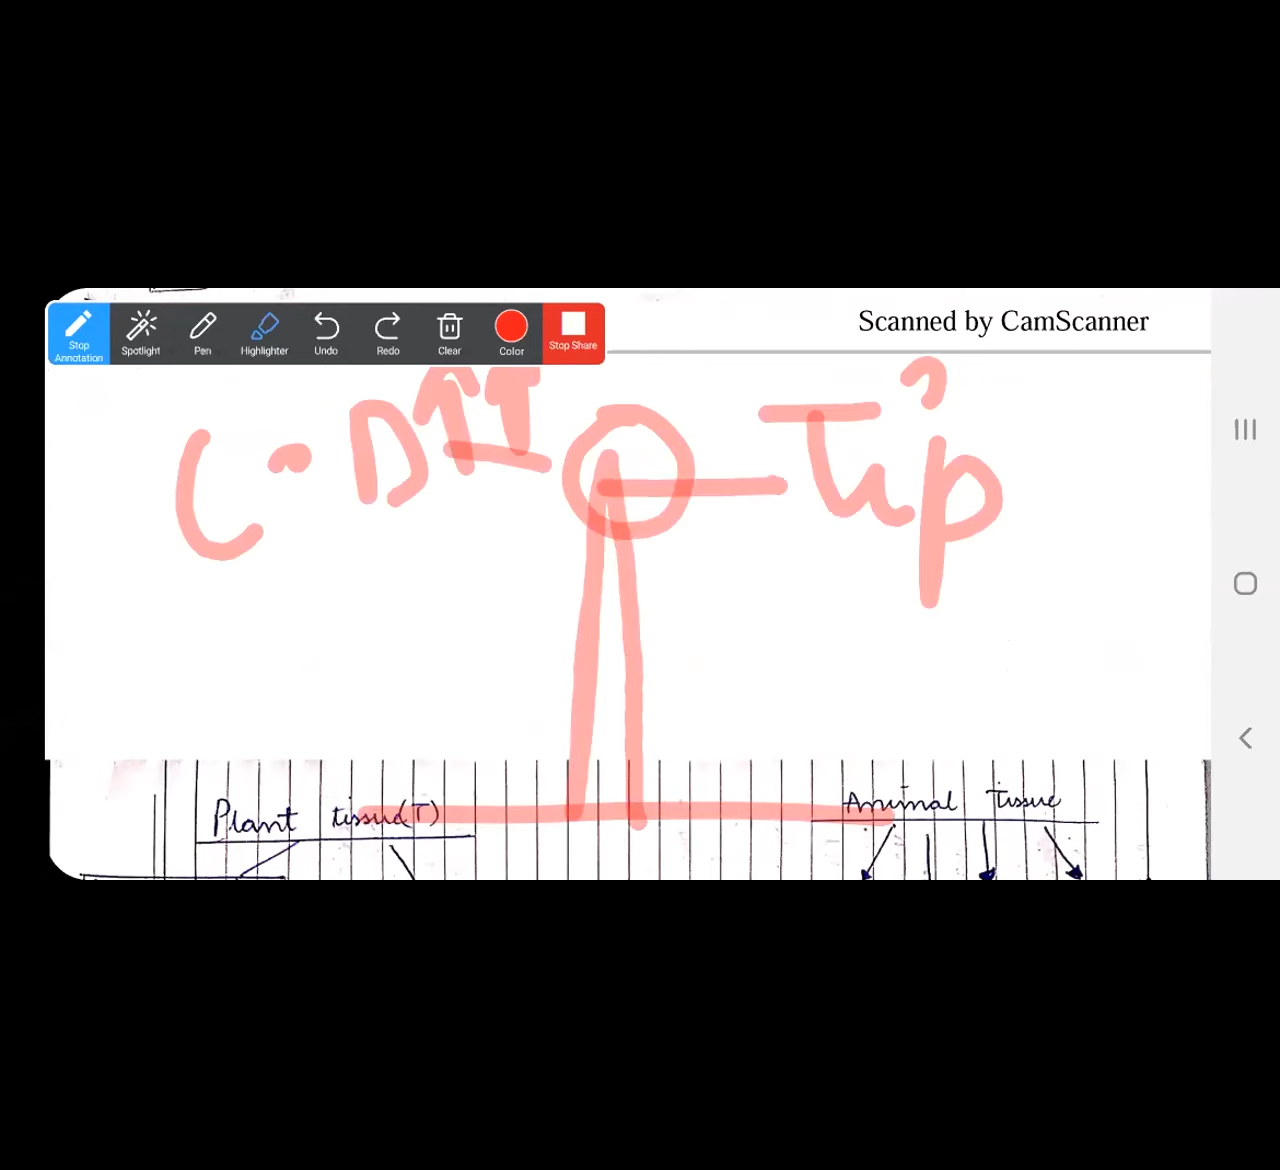 Scanned by CamScanner
Stop Annotation
Spotlight
Pen
Highlighter
Undo
Redo
Clear
Color
Stop Share
C. D
Tip
Plant tissue(T)
Animal Tissue